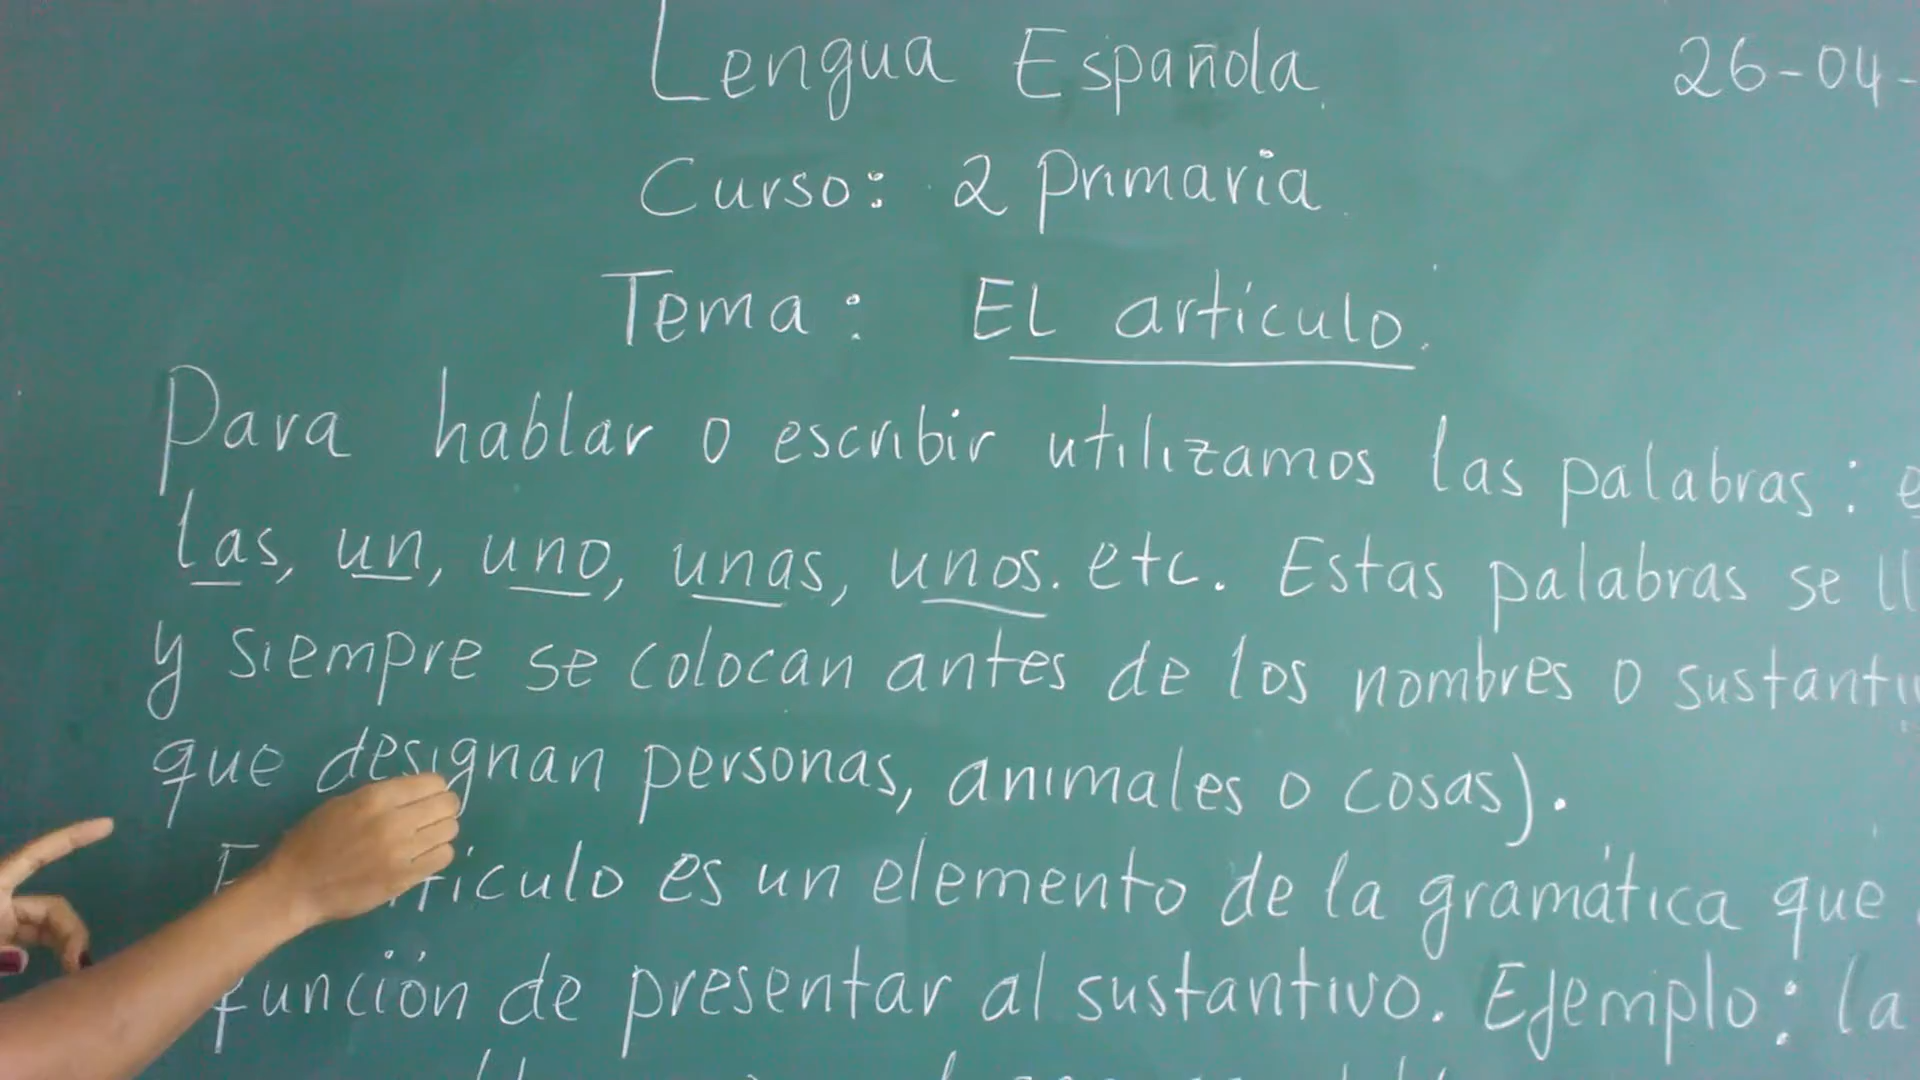 Lengua Española
26-04-
Curso: 2 primaria
Tema: EL artículo.
Para hablar o escribir utilizamos las palabras:
las, un, uno, unas, unos. etc. Estas palabras se
y siempre se colocan antes de los nombres o
que designan personas, animales o cosas).
es un elemento de la gramática que
función de presentar al sustantivo. Ejemplo: la